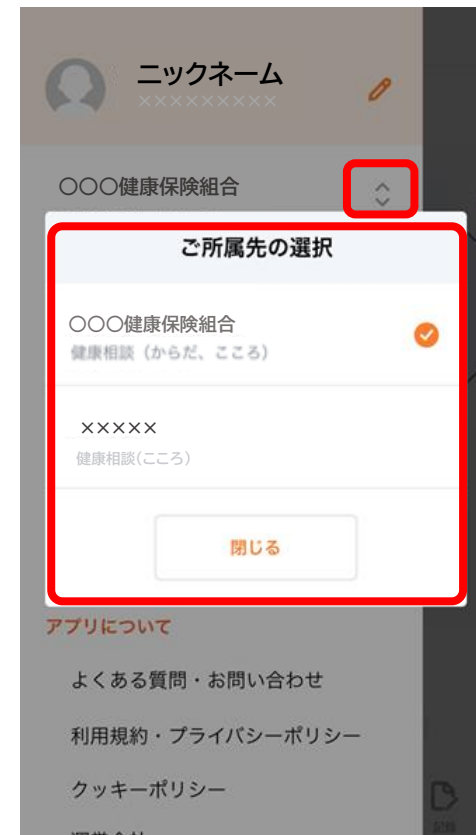 ニックネーム
×××××××××
〇〇〇健康保険組合
ご所属先の選択
〇〇〇健康保険組合
健康相談（からだ、こころ）
×××××
健康相談(こころ)
閉じる
アプリについて
よくある質問・お問い合わせ
利用規約・プライバシーポリシー
クッキーポリシー
記録